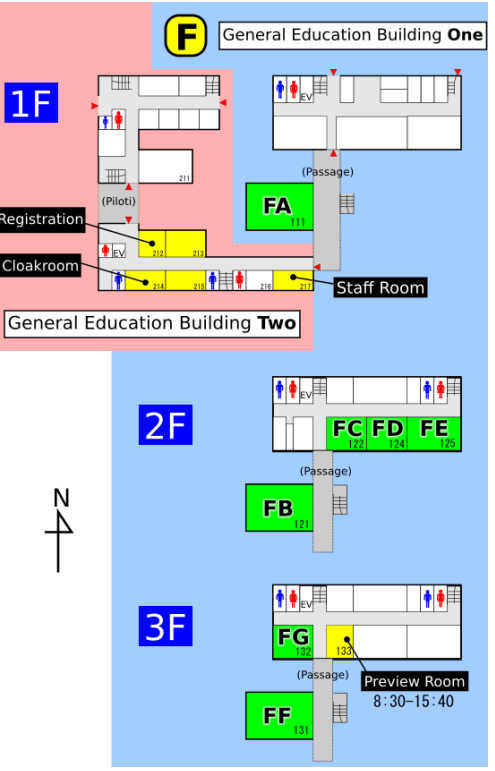 F
General Education Building One
1F
EV
211
(Passage)
(Piloti)
FA
111
Registration
212
213
EV
Cloakroom
214
215
216
217
Staff Room
General Education Building Two
2F
EV
FC
122
FD
124
FE
125
(Passage)
N
FB
121
3F
EV
FG
132
133
(Passage)
Preview Room
8:30-15:40
FF
131